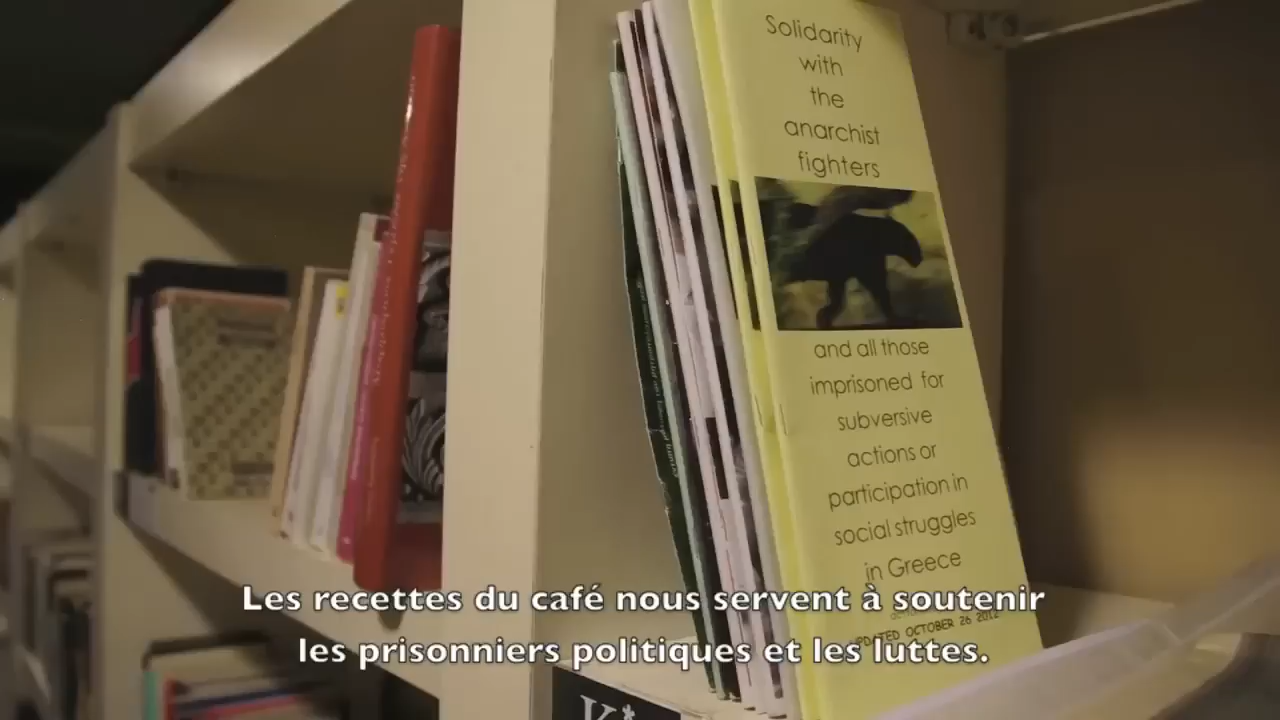 Solidarity
with
the
anarchist
fighters
and all those
imprisoned for
subversive
actions or
participation in
social struggles
in Greece
UPDATED OCTOBER 26 2012
Les recettes du café nous servent à soutenir
les prisonniers politiques et les luttes.
K*